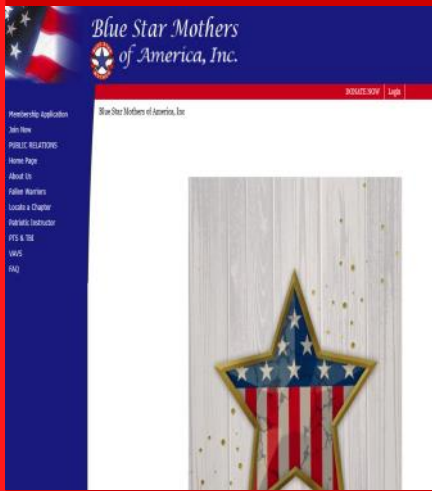 Blue Star Mothers
of America, Inc.
DONATE NOW Login
Blue Star Mothers of America, Inc
Membership Application
Join Now
PUBLIC RELATIONS
Home Page
About Us
Fallen Warriors
Locate a Chapter
Patriotic Instructor
PTS & TBI
VAVS
FAQ